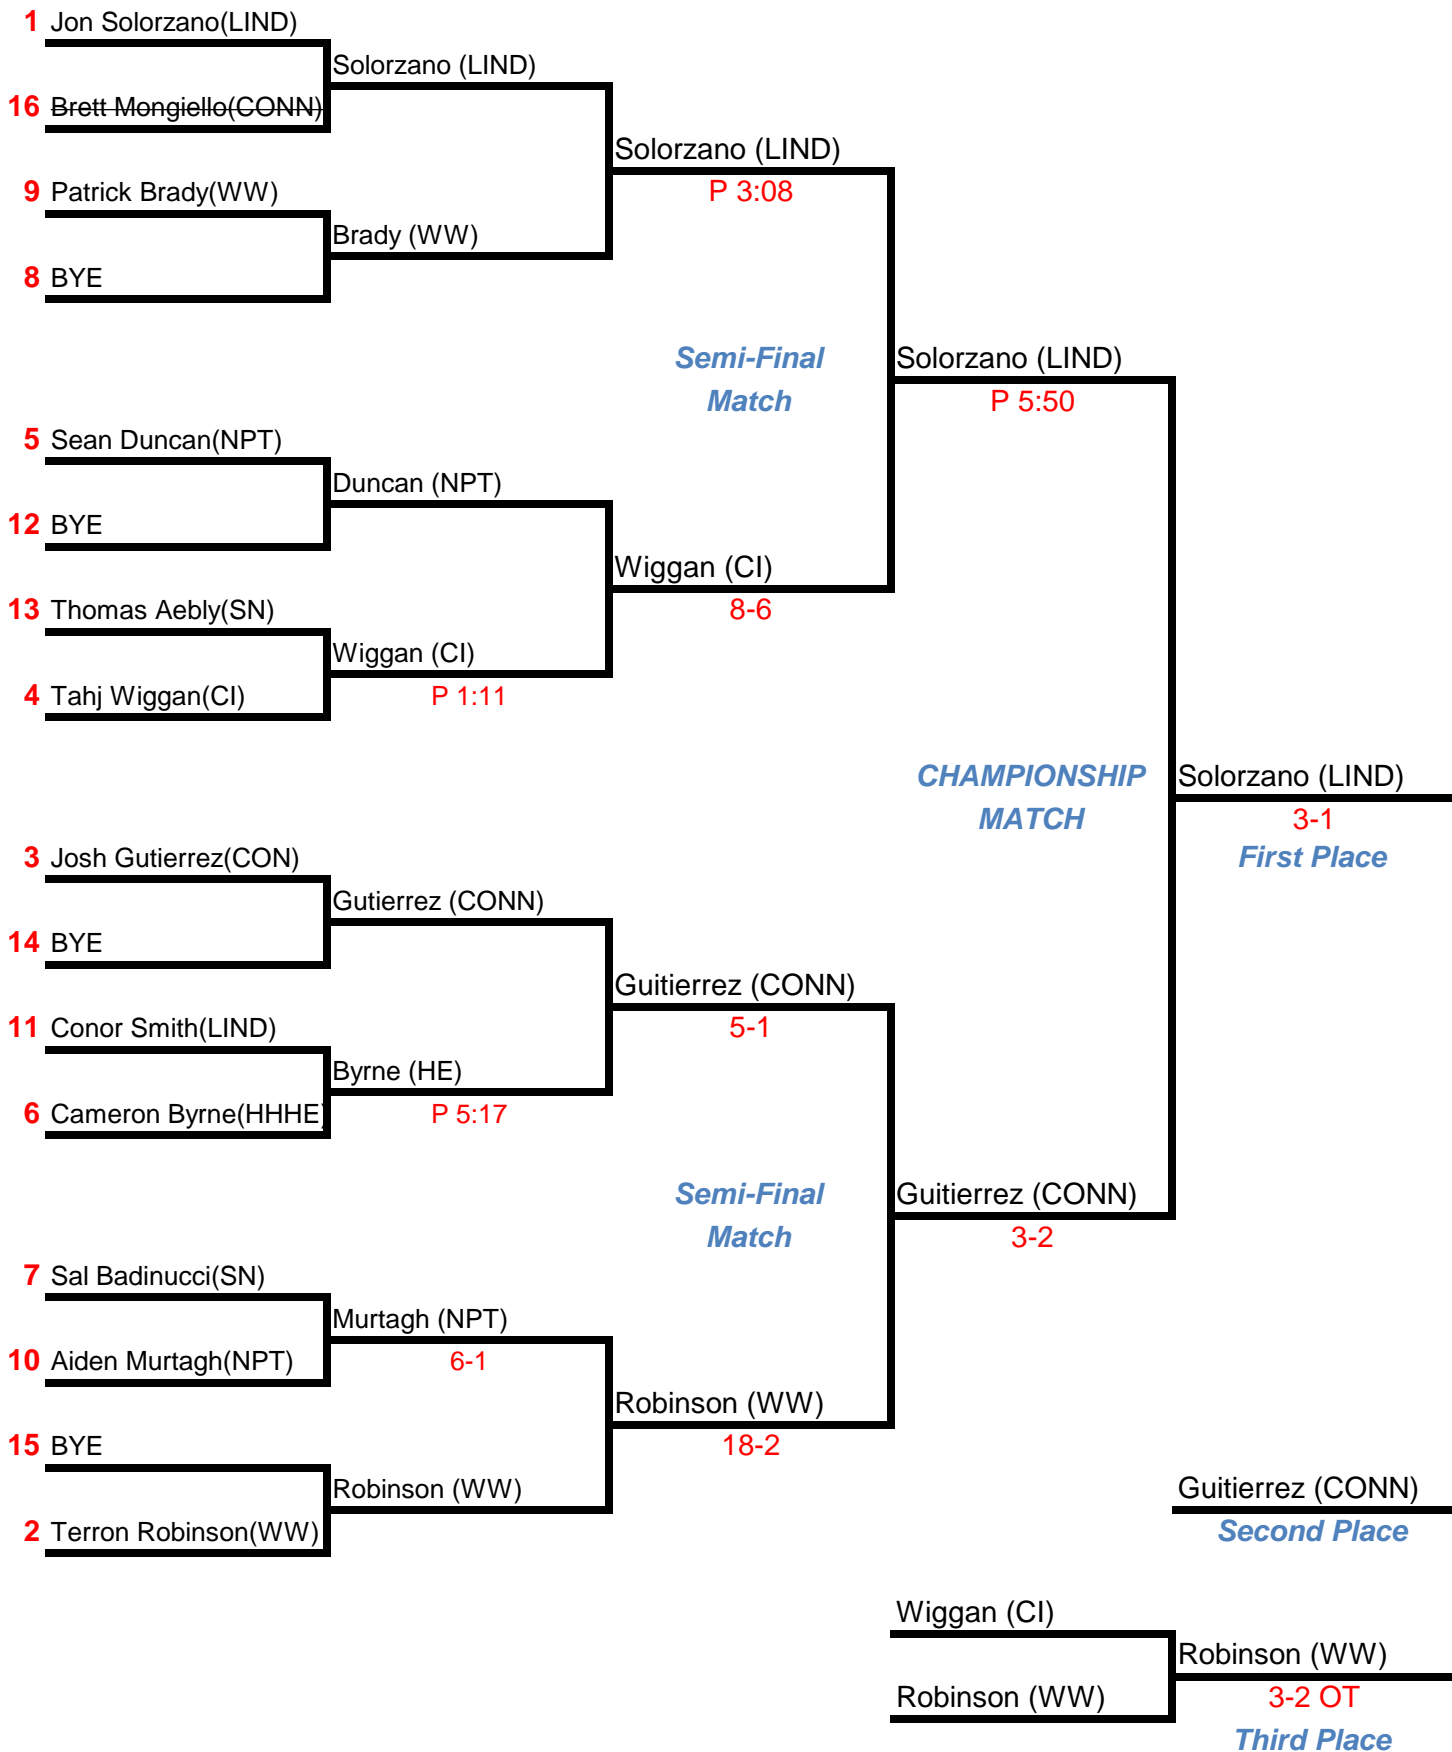 1 Jon Solorzano(LIND)
Solorzano (LIND)
16 Brett Mongiello(CONN)
Solorzano (LIND)
P 3:08
9 Patrick Brady(WW)
Brady (WW)
8 BYE
Semi-Final
Match
Solorzano (LIND)
P 5:50
5 Sean Duncan(NPT)
Duncan (NPT)
12 BYE
Wiggan (CI)
8-6
13 Thomas Aebly(SN)
Wiggan (CI)
4 Tahj Wiggan(CI)
P 1:11
CHAMPIONSHIP
MATCH
Solorzano (LIND)
3-1
First Place
3 Josh Gutierrez(CON)
Gutierrez (CONN)
14 BYE
Guitierrez (CONN)
5-1
11 Conor Smith(LIND)
Byrne (HE)
6 Cameron Byrne(HHHE)
P 5:17
Semi-Final
Match
Guitierrez (CONN)
3-2
7 Sal Badinucci(SN)
Murtagh (NPT)
10 Aiden Murtagh(NPT)
6-1
Robinson (WW)
18-2
15 BYE
Robinson (WW)
2 Terron Robinson(WW)
Guitierrez (CONN)
Second Place
Wiggan (CI)
Robinson (WW)
Robinson (WW)
3-2 OT
Third Place